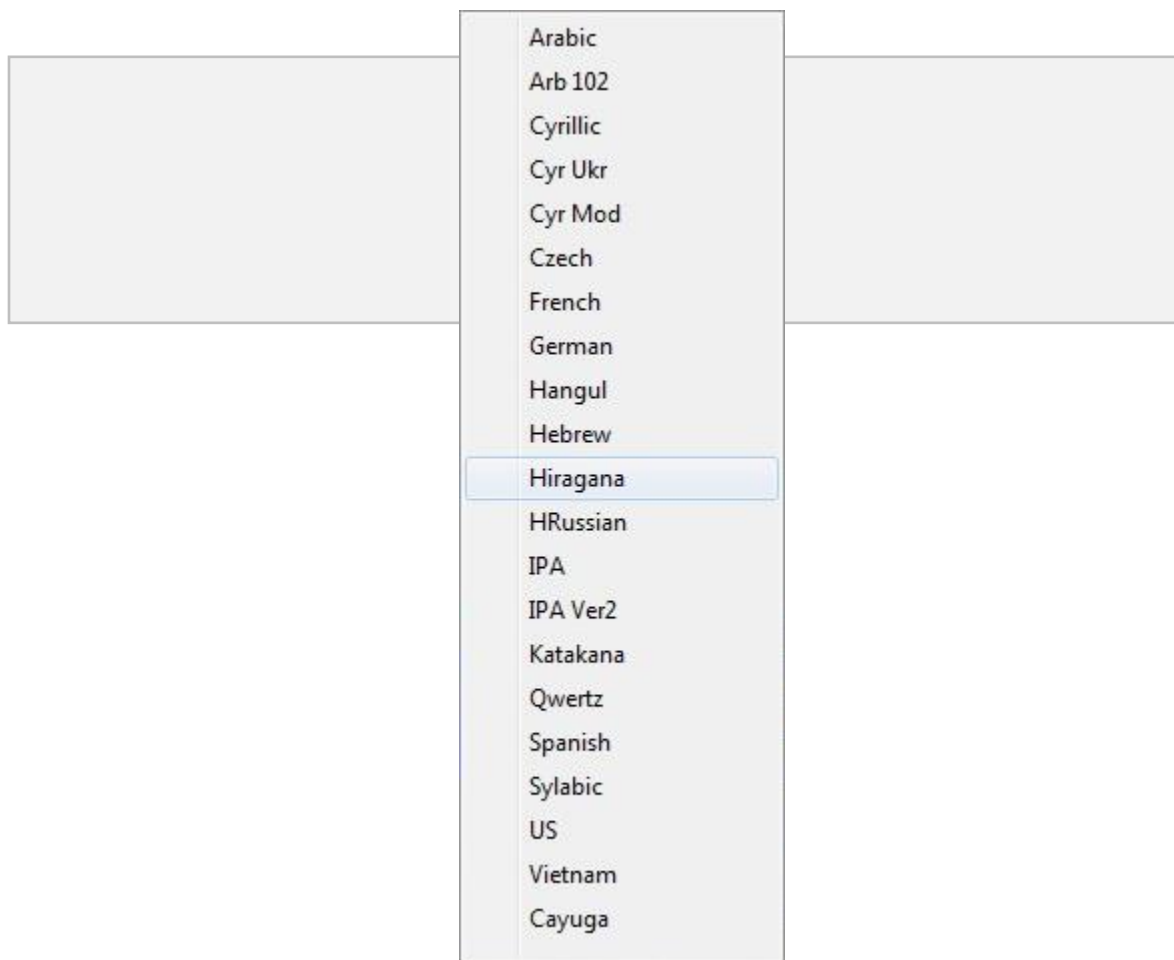 Arabic
Arb 102
Cyrillic
Cyr Ukr
Cyr Mod
Czech
French
German
Hangul
Hebrew
Hiragana
HRussian
IPA
IPA Ver2
Katakana
Qwertz
Spanish
Sylabic
US
Vietnam
Cayuga